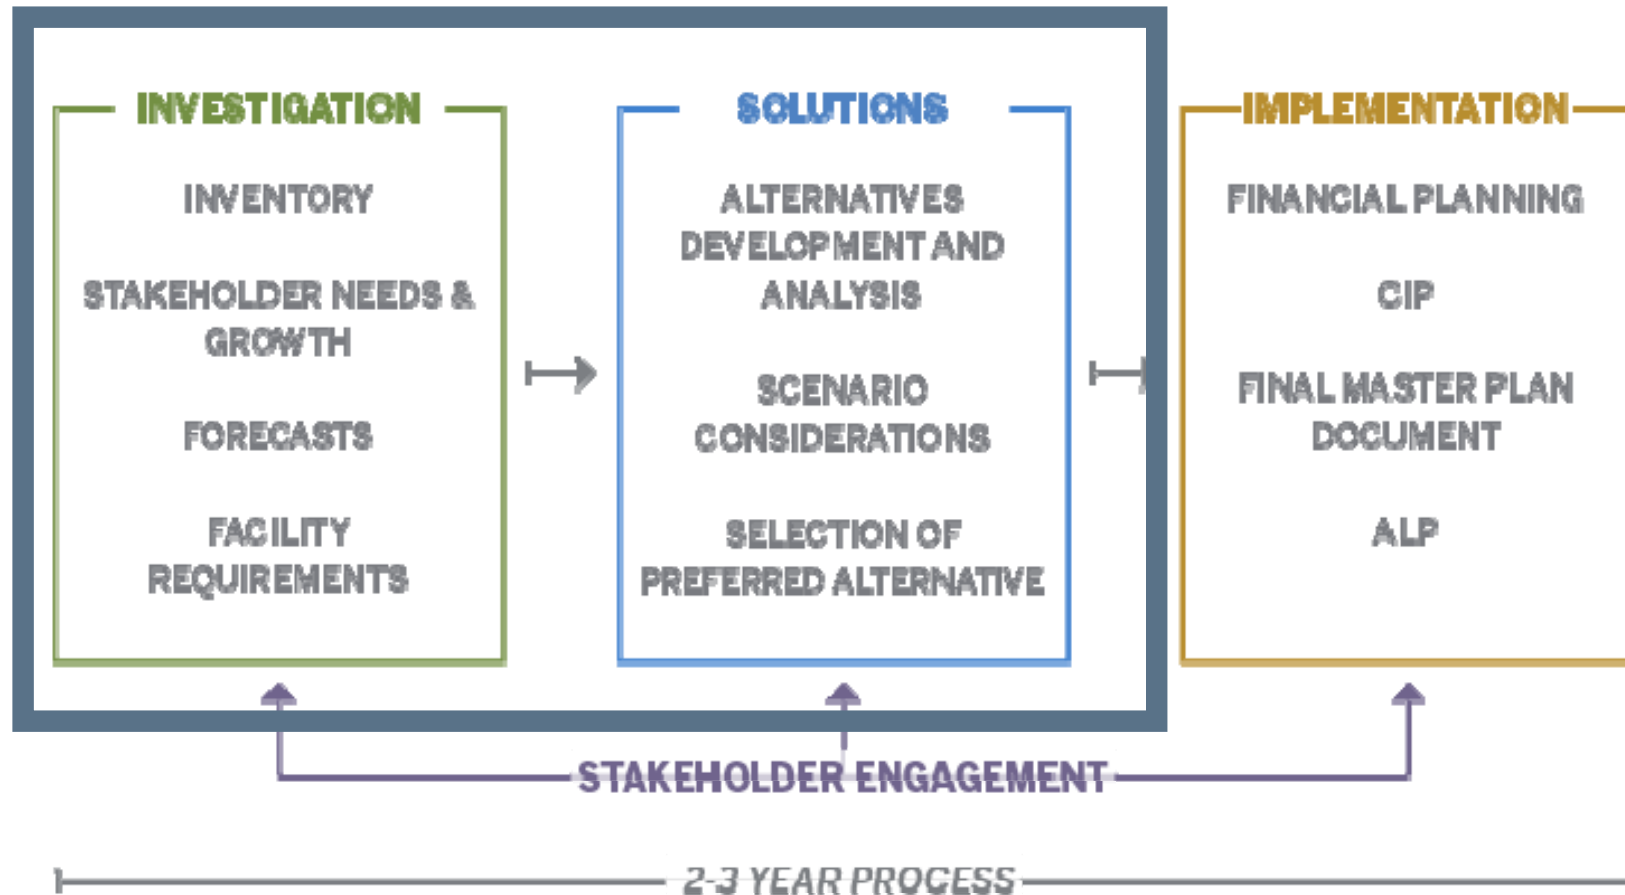 INVESTIGATION
INVENTORY
STAKEHOLDER NEEDS &
GROWTH
FORECASTS
FACILITY
REQUIREMENTS
SOLUTIONS
ALTERNATIVES
DEVELOPMENT AND
ANALYSIS
SCENARIO
CONSIDERATIONS
SELECTION OF
PREFERRED ALTERNATIVE
IMPLEMENTATION
FINANCIAL PLANNING
CIP
FINAL MASTER PLAN
DOCUMENT
ALP
STAKEHOLDER ENGAGEMENT
2-3 YEAR PROCESS